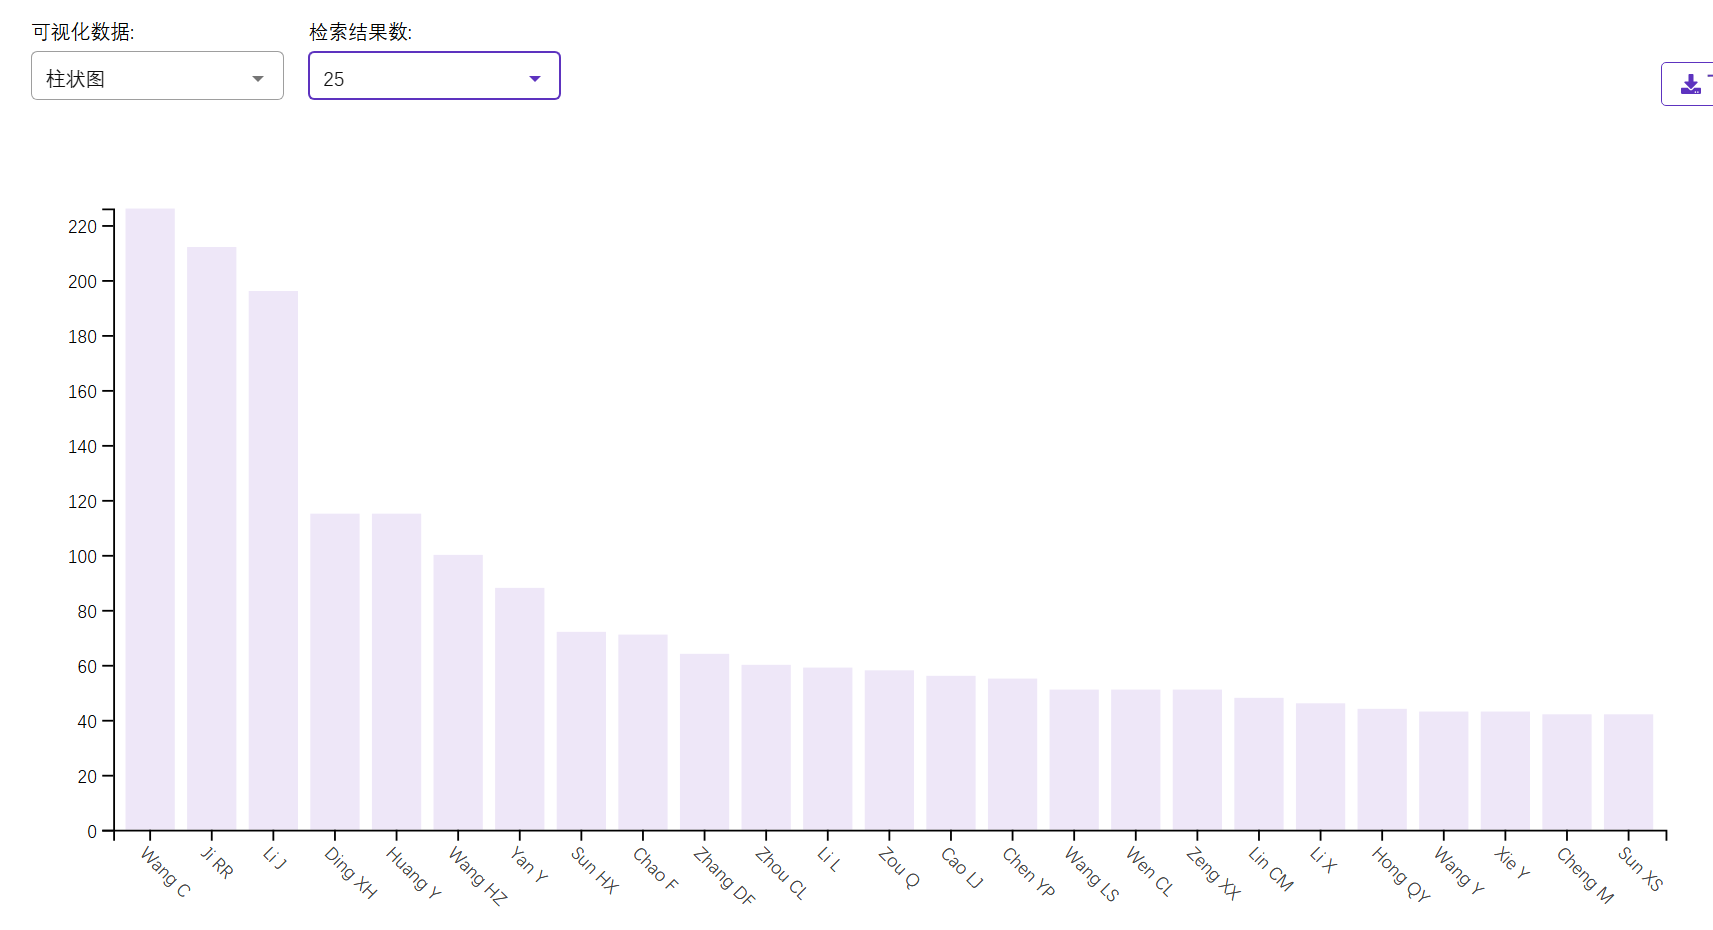 可视化数据:
检索结果数:
柱状图
25
220
200
180
160
140
120
100
80
60
40
20
0
Wang C
Ji RR
Li J
Ding XH
Huang Y
Wang HZ
Yan Y
Sun HX
Chao F
Zhang DF
Zhou CL
Li L
Zou Q
Cao LJ
Chen YP
Wang LS
Wen CL
Zeng XX
Lin CM
Li X
Hong QY
Wang Y
Xie Y
Cheng M
Sun XS